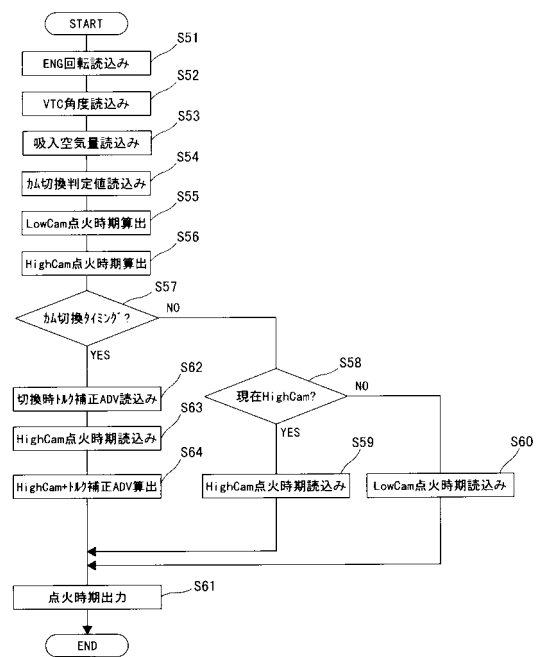 START
S51
ENG回転読込み
S52
VTC角度読込み
S53
吸入空気量読込み
S54
ｶﾑ切換判定値読込み
S55
LowCam点火時期算出
S56
HighCam点火時期算出
S57
ｶﾑ切換ﾀｲﾐﾝｸﾞ?
NO
YES
S58
現在HighCam?
NO
YES
S62
切換時ﾄﾙｸ補正ADV読込み
S63
HighCam点火時期読込み
S64
HighCam+ﾄﾙｸ補正ADV算出
S59
HighCam点火時期読込み
S60
LowCam点火時期読込み
S61
点火時期出力
END